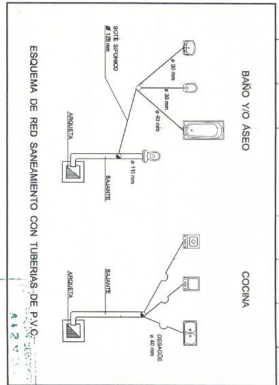 BAÑO Y/O ASEO
COCINA
ø 30 mm
ø 30 mm
ø 40 mm
BOTE SIFONICO
ø 125 mm
ø 110 mm
BAJANTE
ARQUETA
DESAGÜE
ø 40 mm
BAJANTE
ARQUETA
ESQUEMA DE RED SANEAMIENTO CON TUBERIAS DE P.V.C.